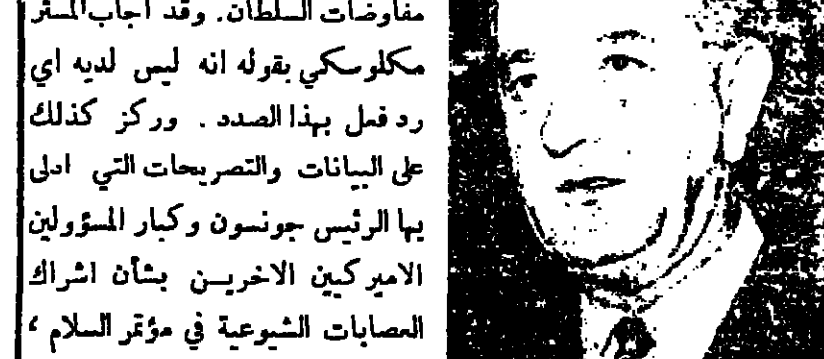 مفاوضات السلطان. وقد اجاب المستر
مكلوسكي بقوله انه ليس لديه اي
رد فعل بهذا الصدد . وركز كذلك
على البيانات والتصريحات التي ادلى
بها الرئيس جونسون وكبار المسؤولين
الاميركيين الاخريــن بشأن اشراك
العصابات الشيوعية في مؤتمر السلام ،